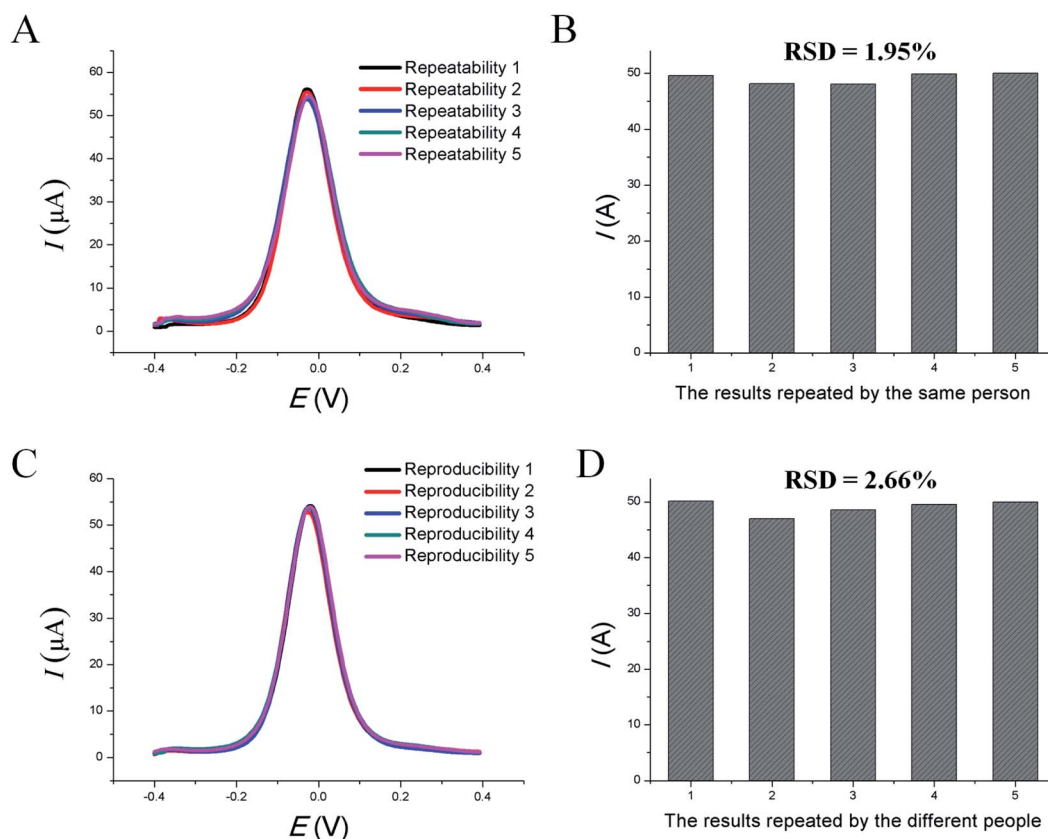 A
I (μA)
60
50
40
30
20
10
0
-0.4
-0.2
0.0
0.2
0.4
E (V)
Repeatability 1
Repeatability 2
Repeatability 3
Repeatability 4
Repeatability 5
B
RSD = 1.95%
I (A)
50
40
30
20
10
0
1
2
3
4
5
The results repeated by the same person
C
I (μA)
60
50
40
30
20
10
0
-0.4
-0.2
0.0
0.2
0.4
E (V)
Reproducibility 1
Reproducibility 2
Reproducibility 3
Reproducibility 4
Reproducibility 5
D
RSD = 2.66%
I (A)
50
40
30
20
10
0
1
2
3
4
5
The results repeated by the different people